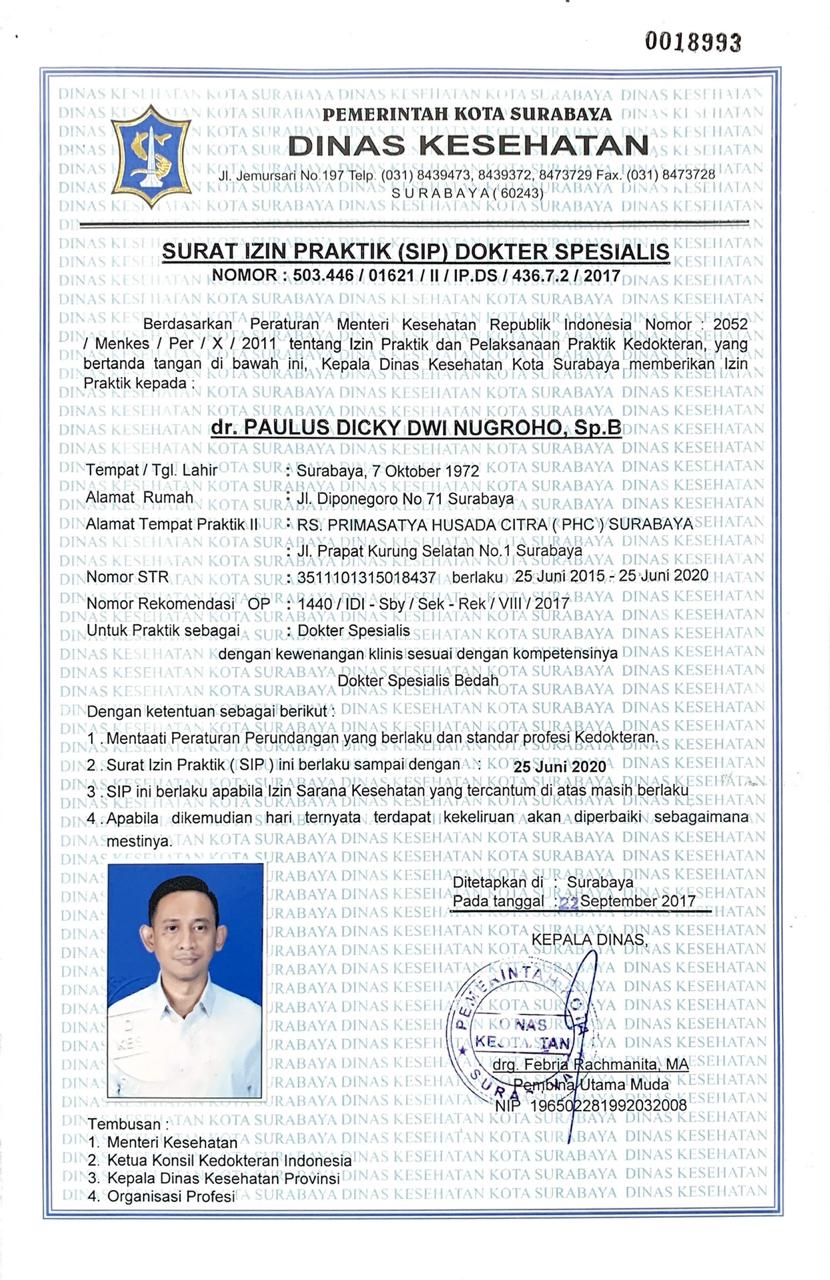 0018993
PEMERINTAH KOTA SURABAYA
DINAS KESEHATAN
Jl. Jemursari No.197 Telp. (031) 8439473, 8439372, 8473729 Fax. (031) 8473728
S U R A B A Y A ( 60243)
SURAT IZIN PRAKTIK (SIP) DOKTER SPESIALIS
NOMOR : 503.446 / 01621 / II / IP.DS / 436.7.2 / 2017
Berdasarkan Peraturan Menteri Kesehatan Republik Indonesia Nomor : 2052
/ Menkes / Per / X / 2011 tentang Izin Praktik dan Pelaksanaan Praktik Kedokteran, yang
bertanda tangan di bawah ini, Kepala Dinas Kesehatan Kota Surabaya memberikan Izin
Praktik kepada :
dr. PAULUS DICKY DWI NUGROHO, Sp.B
Tempat / Tgl. Lahir : Surabaya, 7 Oktober 1972
Alamat Rumah : Jl. Diponegoro No 71 Surabaya
Alamat Tempat Praktik II : RS. PRIMASATYA HUSADA CITRA ( PHC ) SURABAYA
: Jl. Prapat Kurung Selatan No.1 Surabaya
Nomor STR : 3511101315018437 berlaku 25 Juni 2015 - 25 Juni 2020
Nomor Rekomendasi OP : 1440 / IDI - Sby / Sek - Rek / VIII / 2017
Untuk Praktik sebagai : Dokter Spesialis
dengan kewenangan klinis sesuai dengan kompetensinya
Dokter Spesialis Bedah
Dengan ketentuan sebagai berikut :
1 . Mentaati Peraturan Perundangan yang berlaku dan standar profesi Kedokteran.
2 . Surat Izin Praktik ( SIP ) ini berlaku sampai dengan : 25 Juni 2020
3 . SIP ini berlaku apabila Izin Sarana Kesehatan yang tercantum di atas masih berlaku
4 . Apabila dikemudian hari ternyata terdapat kekeliruan akan diperbaiki sebagaimana
mestinya.
Ditetapkan di : Surabaya
Pada tanggal : 22 September 2017
KEPALA DINAS,
drg. Febria Rachmanita, MA
Pembina Utama Muda
NIP 196502281992032008
Tembusan :
1. Menteri Kesehatan
2. Ketua Konsil Kedokteran Indonesia
3. Kepala Dinas Kesehatan Provinsi
4. Organisasi Profesi